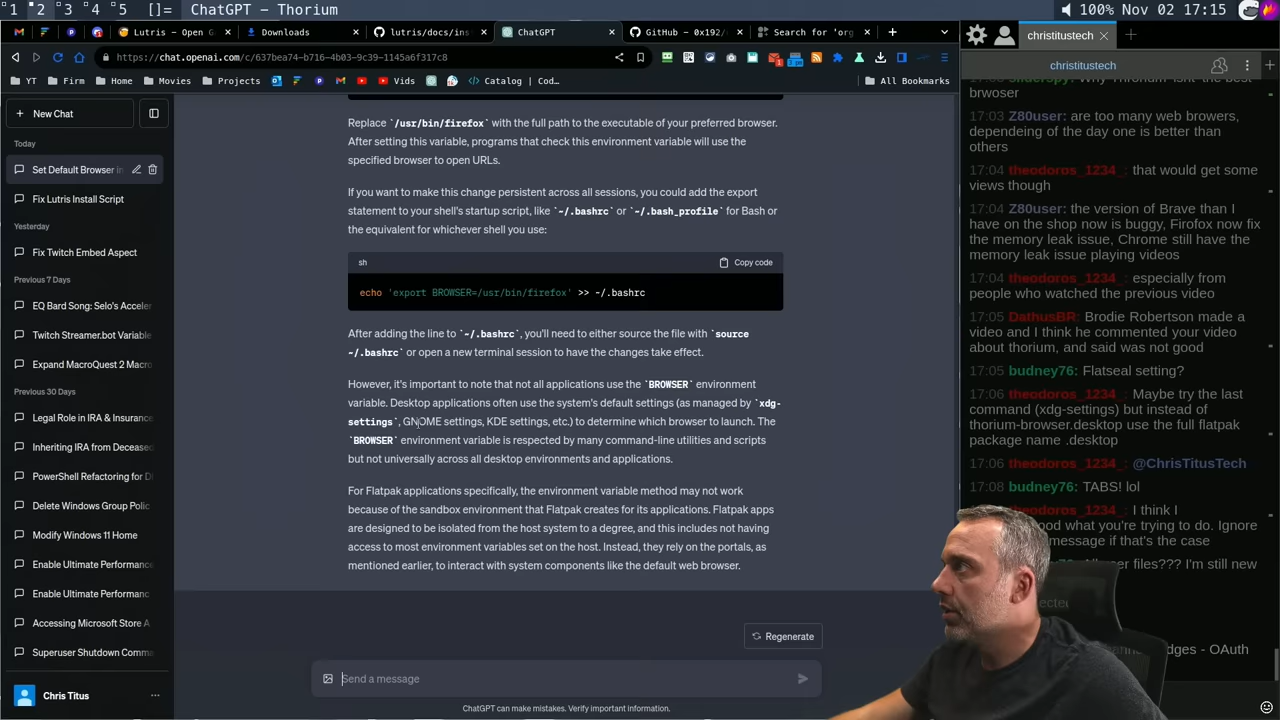 1 2 3 4 5 []= ChatGPT - Thorium
100% Nov 02 17:15
Lutris - Open G
Downloads
lutris/docs/ins
ChatGPT
GitHub - 0x192/
Search for 'org
https://chat.openai.com/c/637bea74-b716-4b03-9c39-1145a6f317c8
YT
Firm
Home
Movies
Projects
Vids
Catalog | Cod...
All Bookmarks
New Chat
Today
Set Default Browser in
Fix Lutris Install Script
Yesterday
Fix Twitch Embed Aspect
Previous 7 Days
EQ Bard Song: Selo's Acceler
Twitch Streamer.bot Variable
Expand MacroQuest 2 Macro
Previous 30 Days
Legal Role in IRA & Insurance
Inheriting IRA from Deceased
PowerShell Refactoring for Di
Delete Windows Group Polic
Modify Windows 11 Home
Enable Ultimate Performance
Enable Ultimate Performance
Accessing Microsoft Store A
Superuser Shutdown Comma
Chris Titus
Replace `/usr/bin/firefox` with the full path to the executable of your preferred browser.
After setting this variable, programs that check this environment variable will use the
specified browser to open URLs.
If you want to make this change persistent across all sessions, you could add the export
statement to your shell's startup script, like `~/.bashrc` or `~/.bash_profile` for Bash or
the equivalent for whichever shell you use:
sh
Copy code
echo 'export BROWSER=/usr/bin/firefox' >> ~/.bashrc
After adding the line to `~/.bashrc`, you'll need to either source the file with `source
~/.bashrc` or open a new terminal session to have the changes take effect.
However, it's important to note that not all applications use the `BROWSER` environment
variable. Desktop applications often use the system's default settings (as managed by `xdg-
settings`, GNOME settings, KDE settings, etc.) to determine which browser to launch. The
`BROWSER` environment variable is respected by many command-line utilities and scripts
but not universally across all desktop environments and applications.
For Flatpak applications specifically, the environment variable method may not work
because of the sandbox environment that Flatpak creates for its applications. Flatpak apps
are designed to be isolated from the host system to a degree, and this includes not having
access to most environment variables set on the host. Instead, they rely on the portals, as
mentioned earlier, to interact with system components like the default web browser.
Regenerate
Send a message
ChatGPT can make mistakes. Verify important information.
christitustech
christitustech
brwoser
17:03 Z80user: are too many web browers,
dependeing of the day one is better than
others
17:04 theodoros_1234_: that would get some
views though
17:04 Z80user: the version of Brave than I
have on the shop now is buggy, Firofox now fix
the memory leak issue, Chrome still have the
memory leak issue playing videos
17:04 theodoros_1234_: especially from
people who watched the previous video
17:05 DathusBR: Brodie Robertson made a
video and I think he commented your video
about thorium, and said was not good
17:05 budney76: Flatseal setting?
17:06 theodoros_1234_: Maybe try the last
command (xdg-settings) but instead of
thorium-browser.desktop use the full flatpak
package name .desktop
17:06 theodoros_1234_: @ChrisTitusTech
17:08 budney76: TABS! lol
theodoros_1234_: I think I
what you're trying to do. Ignore
message if that's the case
files??? I'm still new
- OAuth